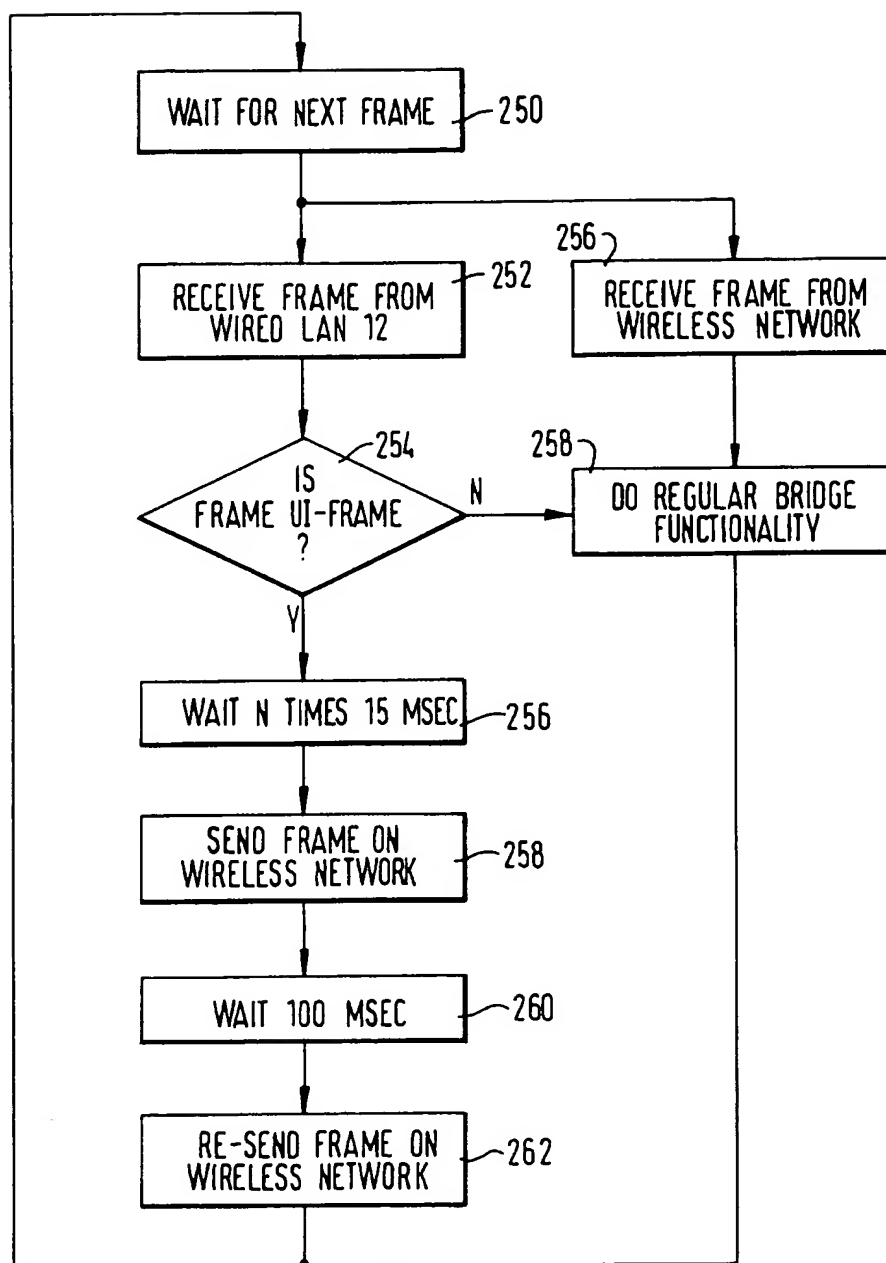 WAIT FOR NEXT FRAME
250
RECEIVE FRAME FROM
WIRED LAN 12
252
256
RECEIVE FRAME FROM
WIRELESS NETWORK
254
IS
FRAME UI-FRAME
?
N
Y
258
DO REGULAR BRIDGE
FUNCTIONALITY
WAIT N TIMES 15 MSEC
256
SEND FRAME ON
WIRELESS NETWORK
258
WAIT 100 MSEC
260
RE-SEND FRAME ON
WIRELESS NETWORK
262